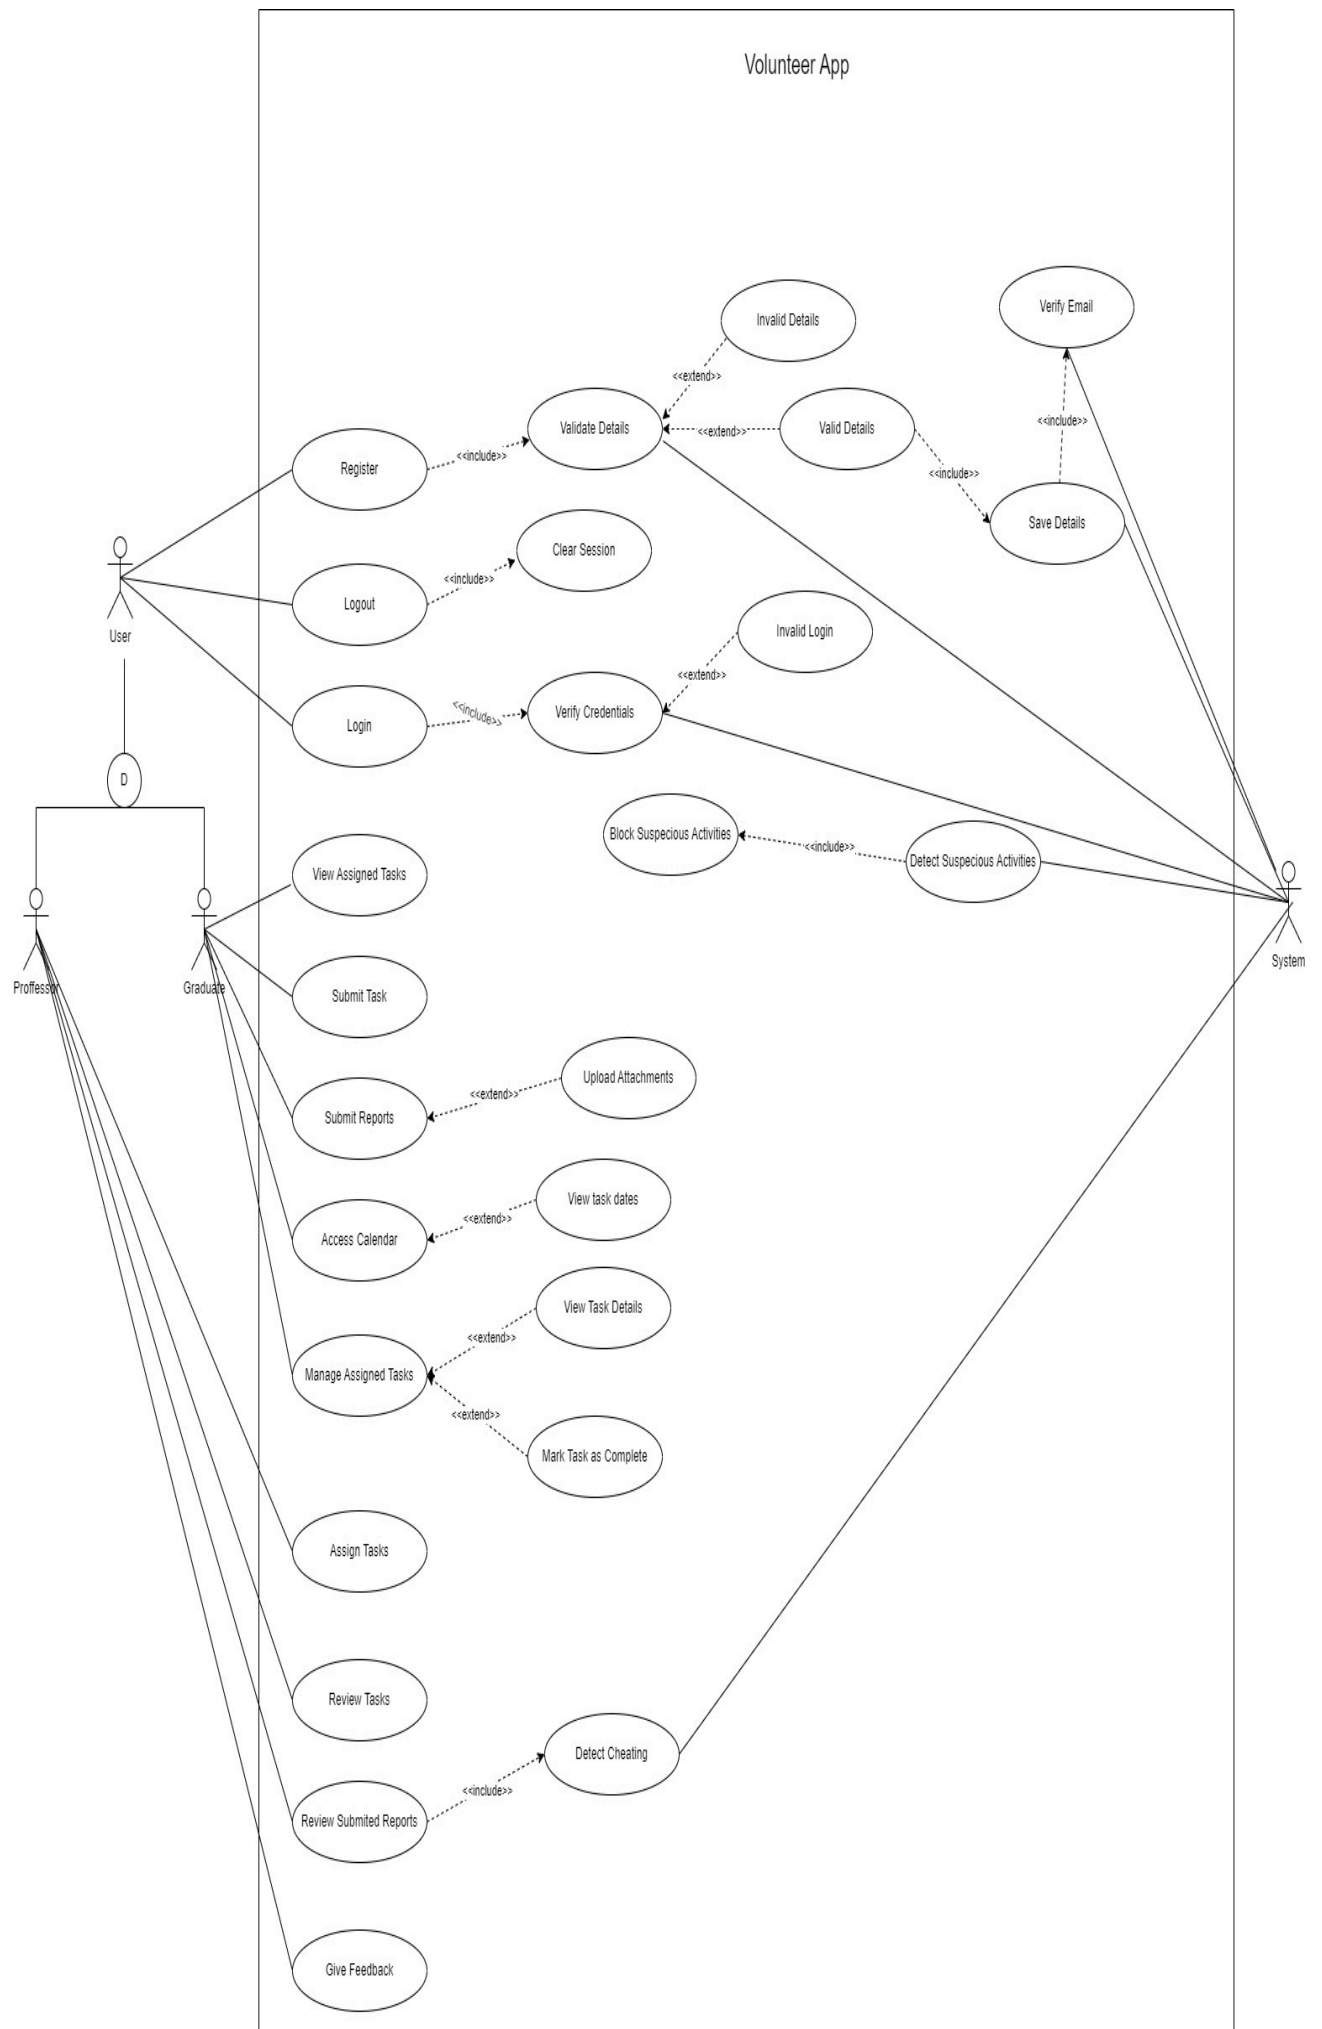 Volunteer App
Verify Email
Invalid Details
<<extend>>
Validate Details
<<extend>>
Valid Details
<<include>>
Register
<<include>>
<<include>>
Save Details
Clear Session
<<include>>
Logout
User
Invalid Login
<<extend>>
Login
<<include>>
Verify Credentials
D
Block Suspecious Activities
<<include>>
Detect Suspecious Activities
View Assigned Tasks
System
Proffessor
Graduate
Submit Task
Upload Attachments
<<extend>>
Submit Reports
View task dates
<<extend>>
Access Calendar
View Task Details
<<extend>>
Manage Assigned Tasks
<<extend>>
Mark Task as Complete
Assign Tasks
Review Tasks
Detect Cheating
<<include>>
Review Submited Reports
Give Feedback